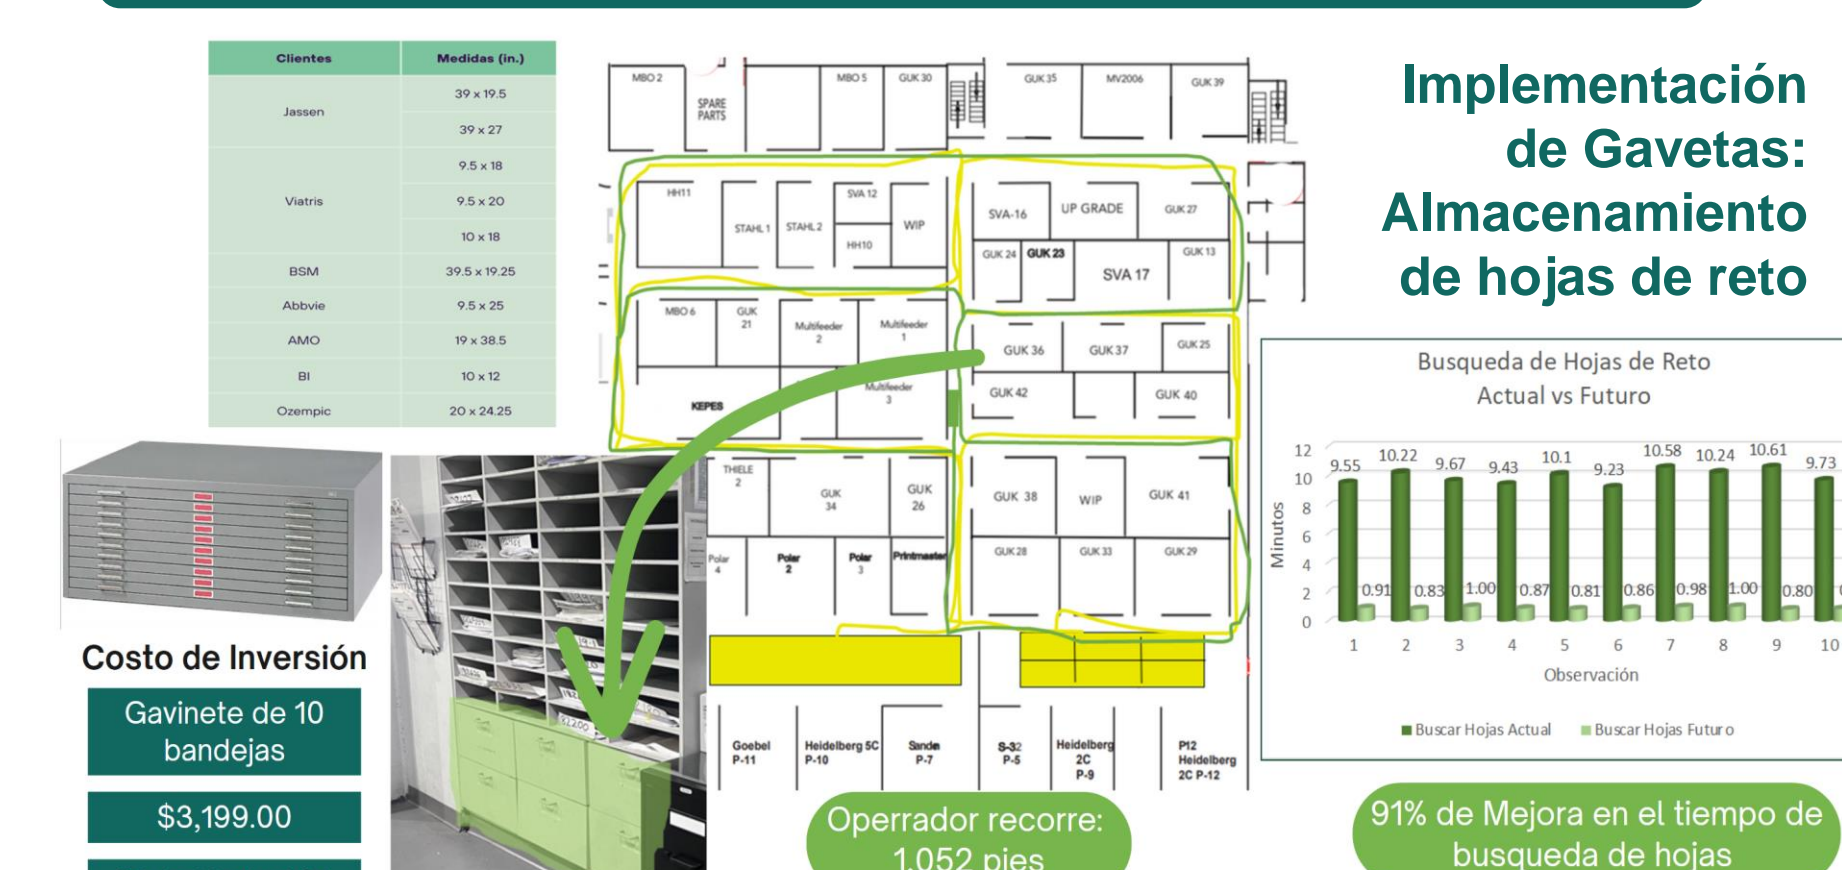 Implementación
de Gavetas:
Almacenamiento
de hojas de reto
Clientes Medidas (in.)
Jassen
39 x 19.5
39 x 27
Viatris
9.5 x 18
9.5 x 20
10 x 18
BSM 39.5 x 19.25
Abbvie 9.5 x 25
AMO 19 x 38.5
BI 10 x 12
Ozempic 20 x 24.25
MBO 2
SPARE
PARTS
MBO 5
GUK 30
GUK 35
MV2006
GUK 39
HH11
STAHL 1
STAHL 2
SVA 12
HH10
WIP
SVA-16
UP GRADE
GUK 27
GUK 24
GUK 23
SVA 17
GUK 13
MBO 6
GUK
21
Multifeeder
2
Multifeeder
1
KEPES
Multifeeder
3
GUK 36
GUK 37
GUK 25
GUK 42
GUK 40
THIELE
2
GUK
34
GUK
26
GUK 38
WIP
GUK 41
Polar
4
Polar
2
Polar
3
Printmaster
GUK 28
GUK 33
GUK 29
Goebel
P-11
Heidelberg 5C
P-10
P-7
S-32
P-5
Heidelberg
2C
P-9
P12
Heidelberg
2C P-12
Operrador recorre:
1,052 pies
Costo de Inversión
Gavinete de 10
bandejas
$3,199.00
Busqueda de Hojas de Reto
Actual vs Futuro
Minutos
12
10
8
6
4
2
0
9.55 10.22 9.67 9.43 10.1 9.23 10.58 10.24 10.61 9.73
0.91 0.83 1.00 0.87 0.81 0.86 0.98 1.00 0.80
1 2 3 4 5 6 7 8 9 10
Observación
Buscar Hojas Actual Buscar Hojas Futuro
91% de Mejora en el tiempo de
busqueda de hojas